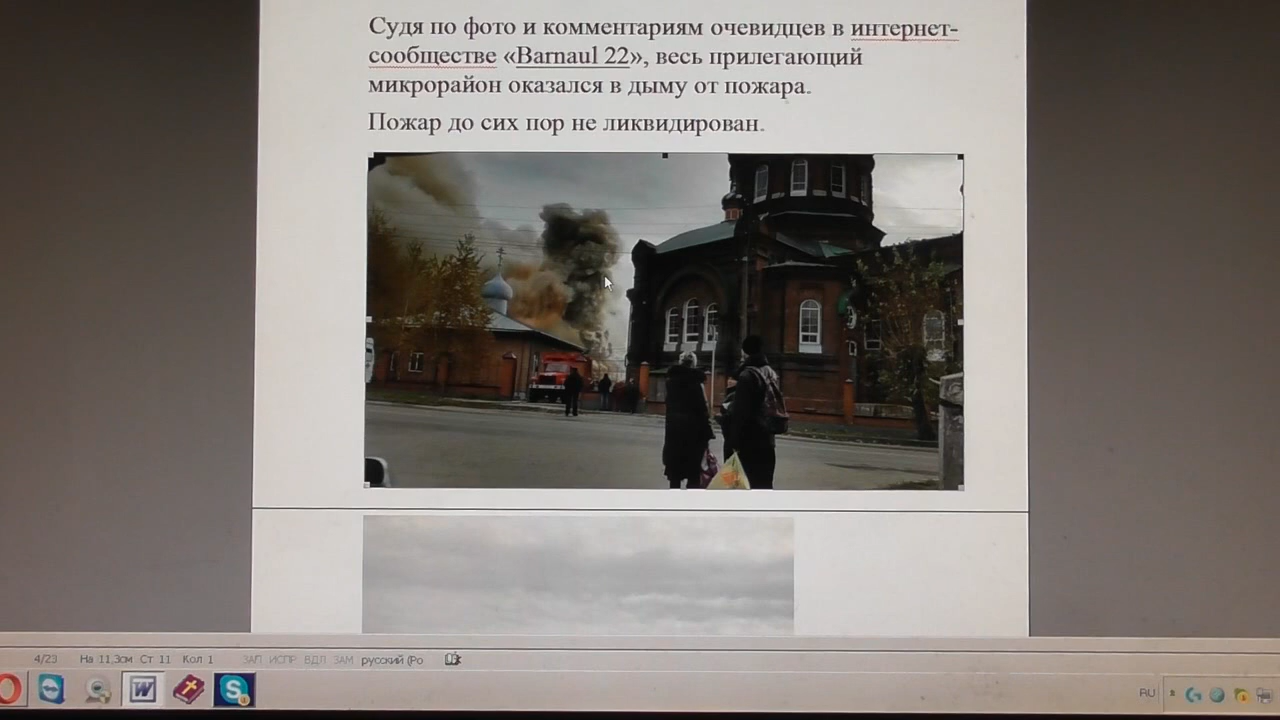 Судя по фото и комментариям очевидцев в интернет-
сообществе «Barnaul 22», весь прилегающий
микрорайон оказался в дыму от пожара.
Пожар до сих пор не ликвидирован.
4/23 На 11,3см Ст 11 Кол 1 ЗАП ИСПР ВДЛ ЗАМ русский (Ро
W S RU